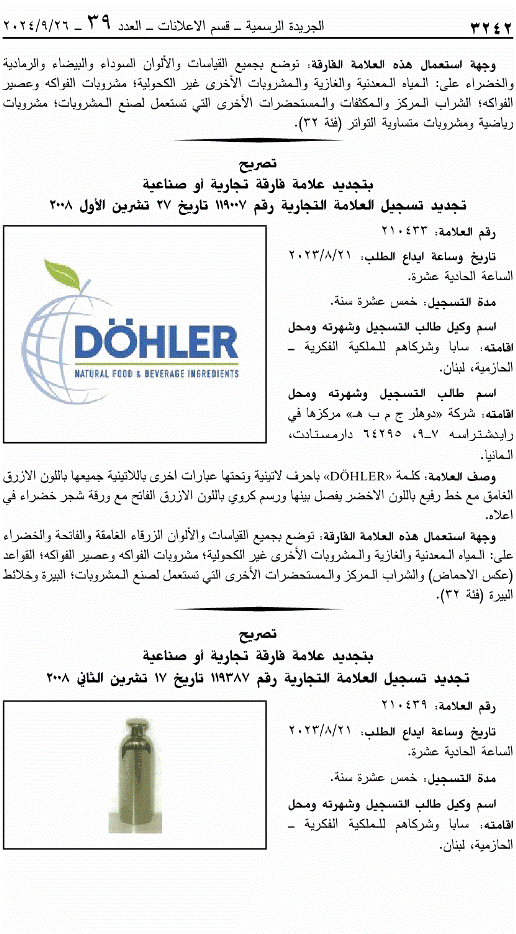 ٣٢٤٢ الجريدة الرسمية ــ قسم الاعلانات ــ العدد ٣٩ ــ ٢٠٢٤/٩/٢٦
وجهة استعمال هذه العلامة الفارقة: توضع بجميع القياسات والألوان السوداء والبيضاء والرمادية
والخضراء على: المياه المعدنية والغازية والمشروبات الأخرى غير الكحولية؛ مشروبات الفواكه وعصير
الفواكه؛ الشراب المركز والمكثفات والمستحضرات الأخرى التي تستعمل لصنع المشروبات؛ مشروبات
رياضية ومشروبات متساوية التواتر (فئة ٣٢).
تصريح
بتجديد علامة فارقة تجارية أو صناعية
تجديد تسجيل العلامة التجارية رقم ١١٩٠٠٧ تاريخ ٢٧ تشرين الأول ٢٠٠٨
رقم العلامة: ٢١٠٤٣٣
تاريخ وساعة ايداع الطلب: ٢٠٢٣/٨/٢١
الساعة الحادية عشرة.
مدة التسجيل: خمس عشرة سنة.
اسم وكيل طالب التسجيل وشهرته ومحل
اقامته: سابا وشركاهم للملكية الفكرية ــ
الحازمية، لبنان.
اسم طالب التسجيل وشهرته ومحل
اقامته: شركة «دوهلر ج م ب هـ» مركزها في
رايدشتراسه ٧–٩، ٦٤٢٩٥ دارمستادت،
المانيا.
DÖHLER
NATURAL FOOD & BEVERAGE INGREDIENTS
وصف العلامة: كلمة «DÖHLER» باحرف لاتينية وتحتها عبارات اخرى باللاتينية جميعها باللون الازرق
الغامق مع خط رفيع باللون الاخضر يفصل بينها ورسم كروي باللون الازرق الفاتح مع ورقة شجر خضراء في
اعلاه.
وجهة استعمال هذه العلامة الفارقة: توضع بجميع القياسات والألوان الزرقاء الغامقة والفاتحة والخضراء
على: المياه المعدنية والغازية والمشروبات الأخرى غير الكحولية؛ مشروبات الفواكه وعصير الفواكه؛ القواعد
(عكس الاحماض) والشراب المركز والمستحضرات الأخرى التي تستعمل لصنع المشروبات؛ البيرة وخلائط
البيرة (فئة ٣٢).
تصريح
بتجديد علامة فارقة تجارية أو صناعية
تجديد تسجيل العلامة التجارية رقم ١١٩٣٨٧ تاريخ ١٧ تشرين الثاني ٢٠٠٨
رقم العلامة: ٢١٠٤٣٩
تاريخ وساعة ايداع الطلب: ٢٠٢٣/٨/٢١
الساعة الحادية عشرة.
مدة التسجيل: خمس عشرة سنة.
اسم وكيل طالب التسجيل وشهرته ومحل
اقامته: سابا وشركاهم للملكية الفكرية ــ
الحازمية، لبنان.